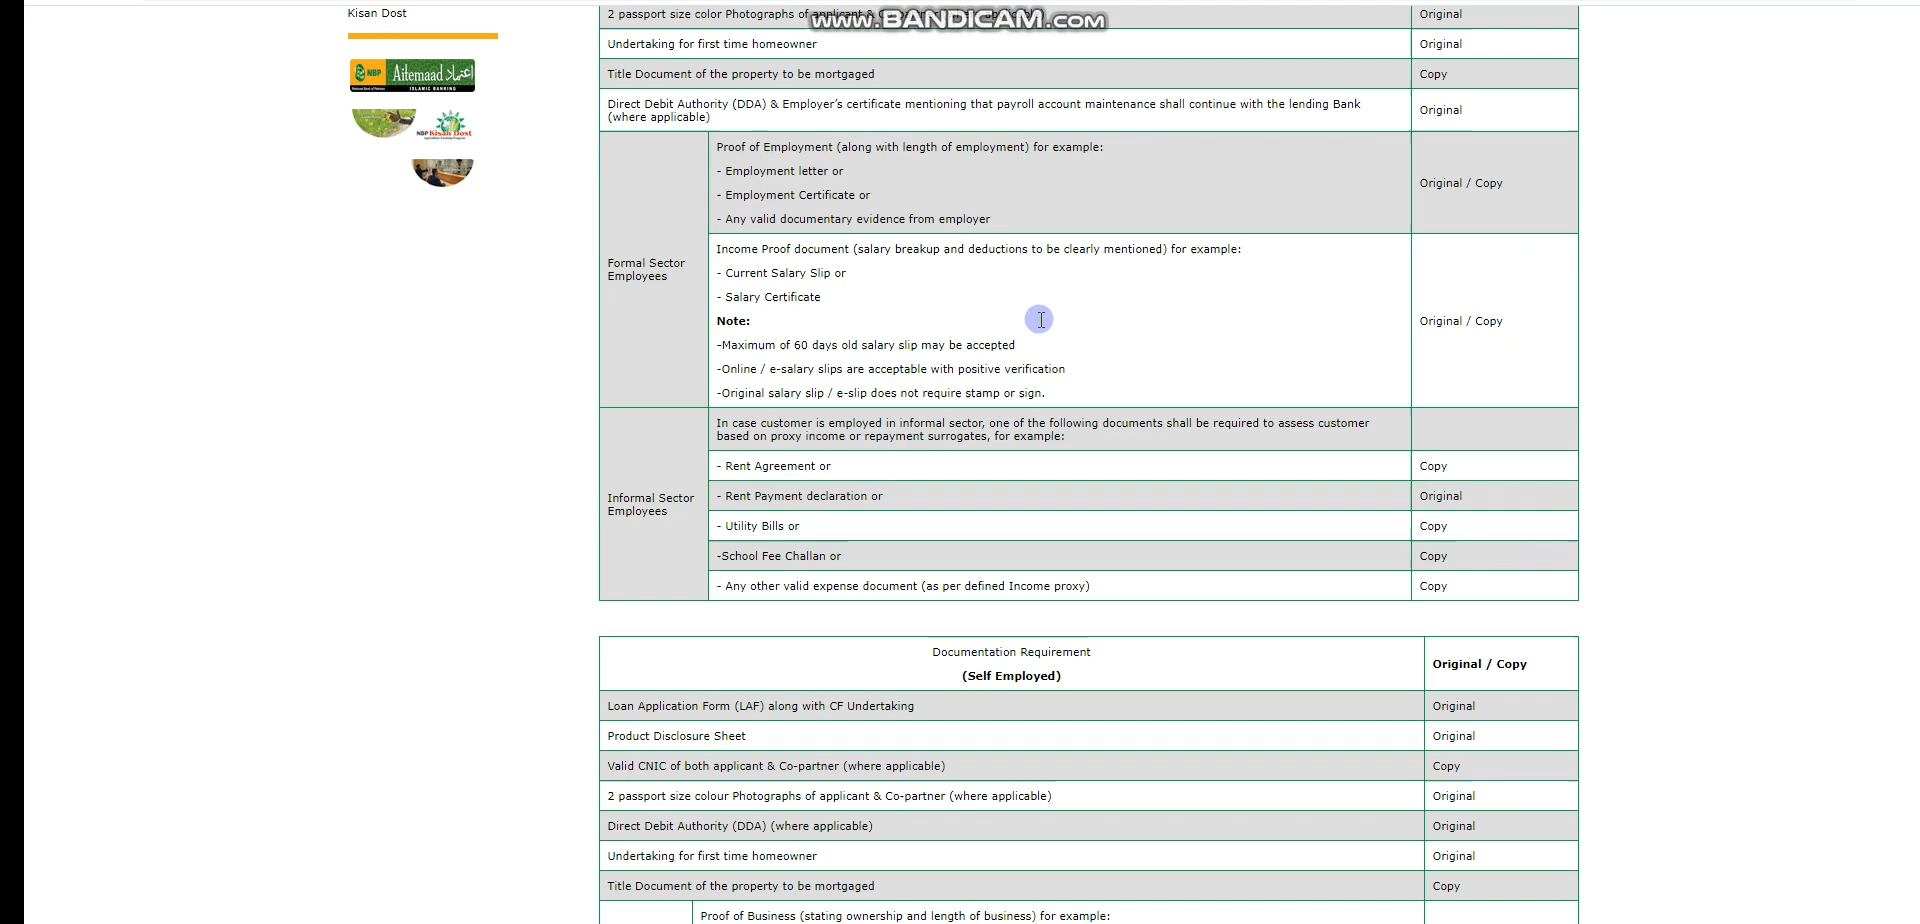 Kisan Dost
NBP Aitemaad اعتماد
National Bank of Pakistan ISLAMIC BANKING
NBP Kisan Dost
www.BANDICAM.com
2 passport size color Photographs of applicant & Original
Undertaking for first time homeowner Original
Title Document of the property to be mortgaged Copy
Direct Debit Authority (DDA) & Employer’s certificate mentioning that payroll account maintenance shall continue with the lending Bank
(where applicable) Original
Formal Sector
Employees
Proof of Employment (along with length of employment) for example:
- Employment letter or
- Employment Certificate or
- Any valid documentary evidence from employer
Original / Copy
Income Proof document (salary breakup and deductions to be clearly mentioned) for example:
- Current Salary Slip or
- Salary Certificate
Note:
-Maximum of 60 days old salary slip may be accepted
-Online / e-salary slips are acceptable with positive verification
-Original salary slip / e-slip does not require stamp or sign.
Original / Copy
Informal Sector
Employees
In case customer is employed in informal sector, one of the following documents shall be required to assess customer
based on proxy income or repayment surrogates, for example:
- Rent Agreement or Copy
- Rent Payment declaration or Original
- Utility Bills or Copy
-School Fee Challan or Copy
- Any other valid expense document (as per defined Income proxy) Copy
Documentation Requirement
(Self Employed)
Original / Copy
Loan Application Form (LAF) along with CF Undertaking Original
Product Disclosure Sheet Original
Valid CNIC of both applicant & Co-partner (where applicable) Copy
2 passport size colour Photographs of applicant & Co-partner (where applicable) Original
Direct Debit Authority (DDA) (where applicable) Original
Undertaking for first time homeowner Original
Title Document of the property to be mortgaged Copy
Proof of Business (stating ownership and length of business) for example: